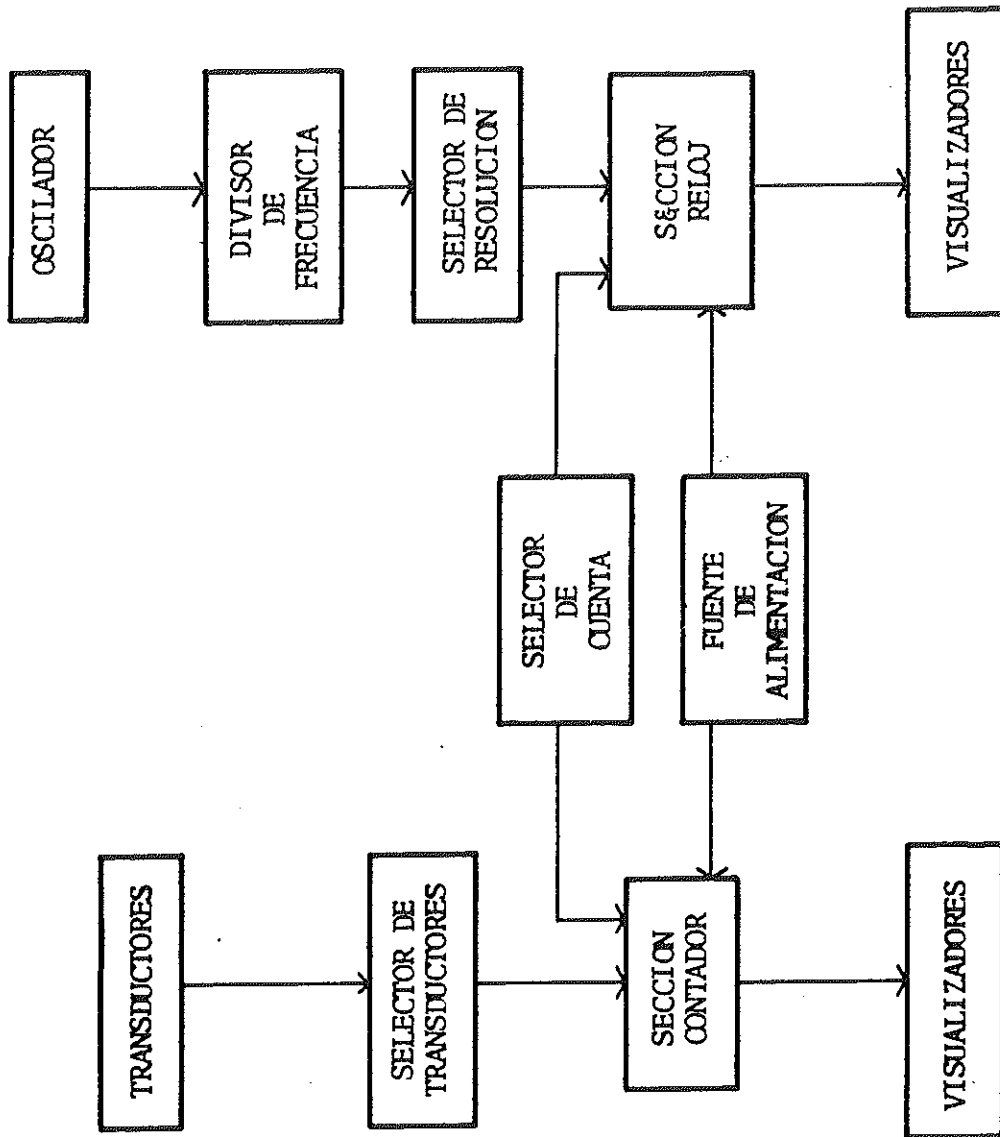 TRANSDUCTORES
SELECTOR DE
TRANSDUCTORES
SECCION
CONTADOR
VISUALIZADORES
SELECTOR
DE
CUENTA
FUENTE
DE
ALIMENTACION
OSCILADOR
DIVISOR
DE
FRECUENCIA
SELECTOR DE
RESOLUCION
S&CCION
RELOJ
VISUALIZADORES